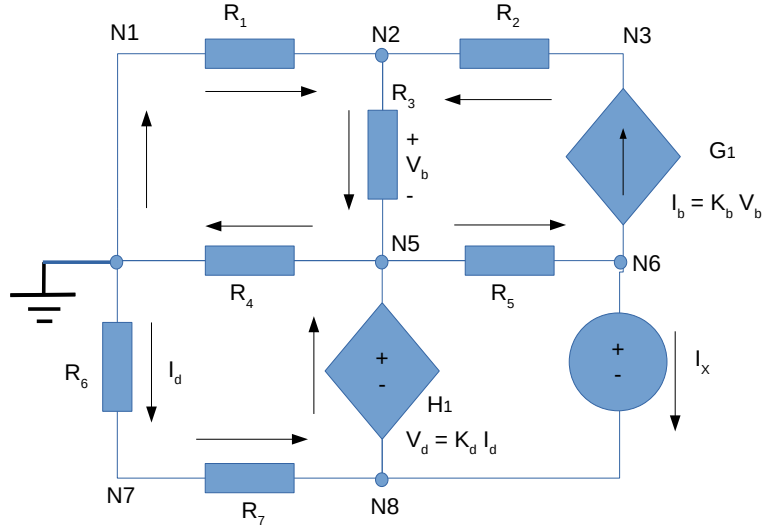 R1
R2
N1
N2
N3
R3
+
Vb
-
G1
Ib = Kb Vb
N5
N6
R4
R5
R6
Id
+
-
H1
Vd = Kd Id
+
-
Ix
N7
R7
N8